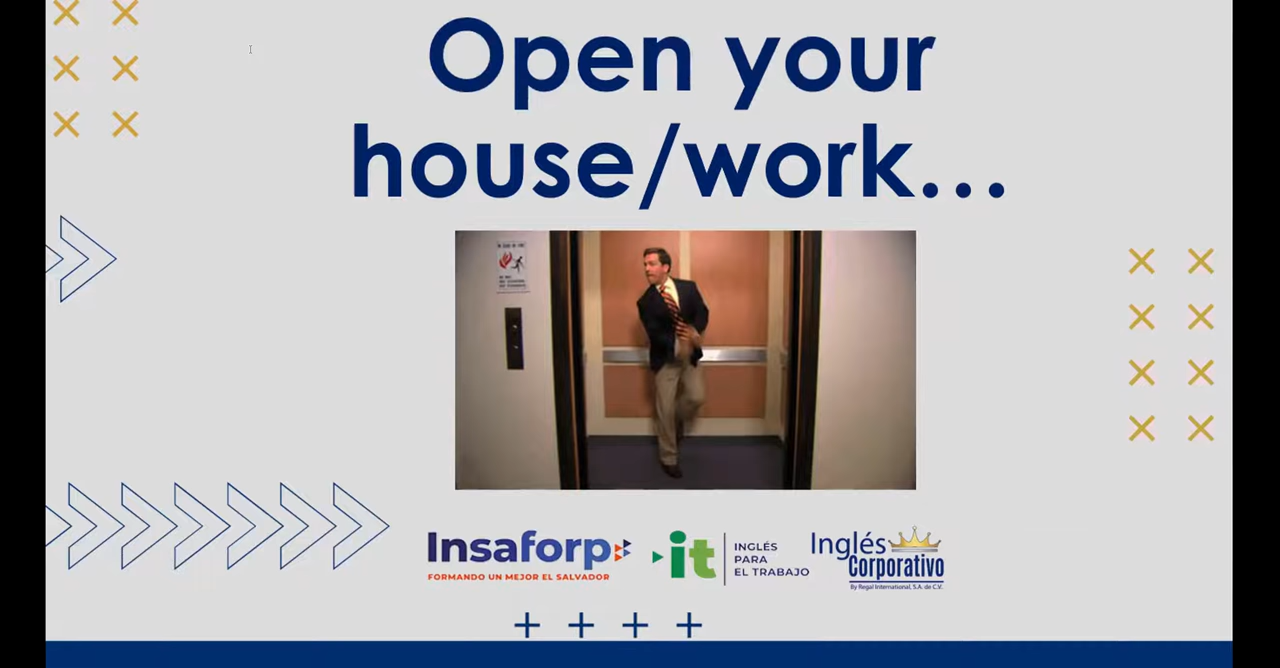 Open your
house/work...
Insaforp
FORMANDO UN MEJOR EL SALVADOR
it
INGLÉS
PARA
EL TRABAJO
Inglés
Corporativo
By Regal International, S.A. de C.V.